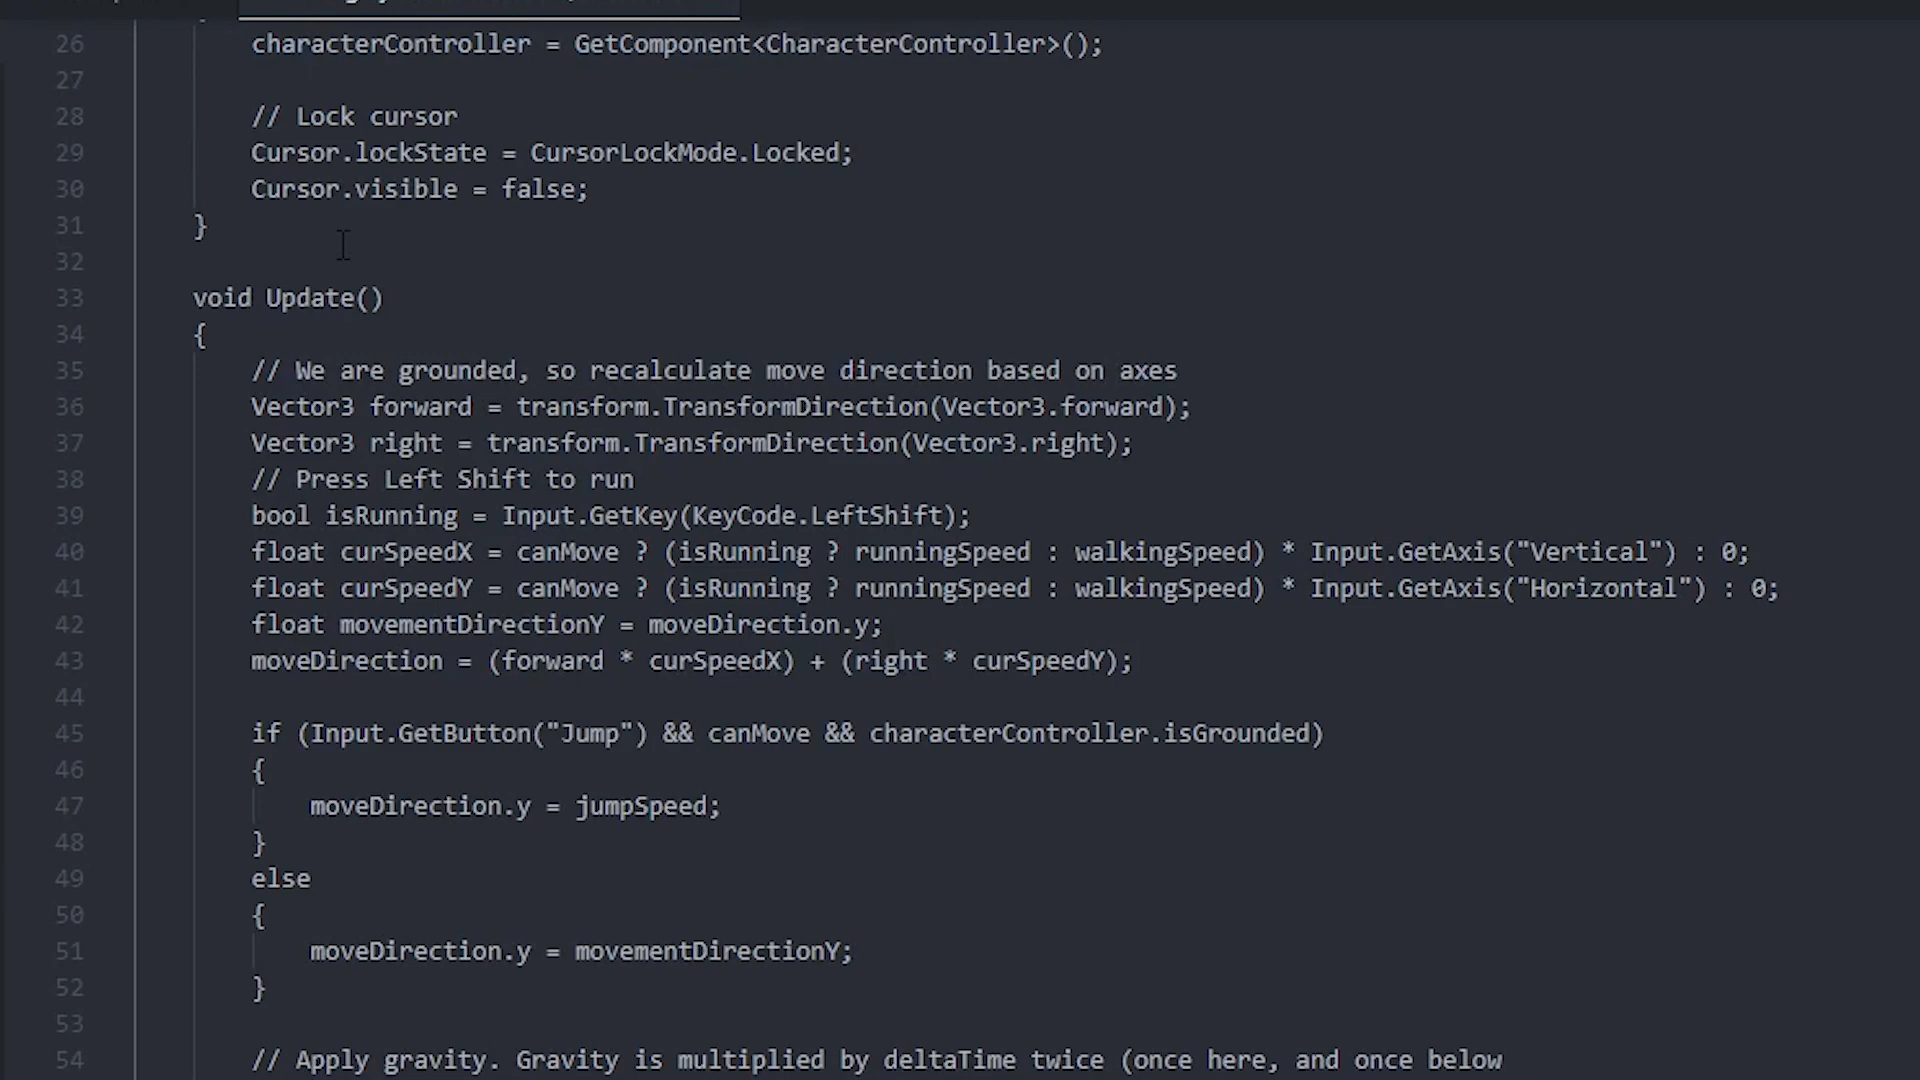 26 characterController = GetComponent<CharacterController>();
27
28 // Lock cursor
29 Cursor.lockState = CursorLockMode.Locked;
30 Cursor.visible = false;
31 }
32
33 void Update()
34 {
35 // We are grounded, so recalculate move direction based on axes
36 Vector3 forward = transform.TransformDirection(Vector3.forward);
37 Vector3 right = transform.TransformDirection(Vector3.right);
38 // Press Left Shift to run
39 bool isRunning = Input.GetKey(KeyCode.LeftShift);
40 float curSpeedX = canMove ? (isRunning ? runningSpeed : walkingSpeed) * Input.GetAxis("Vertical") : 0;
41 float curSpeedY = canMove ? (isRunning ? runningSpeed : walkingSpeed) * Input.GetAxis("Horizontal") : 0;
42 float movementDirectionY = moveDirection.y;
43 moveDirection = (forward * curSpeedX) + (right * curSpeedY);
44
45 if (Input.GetButton("Jump") && canMove && characterController.isGrounded)
46 {
47 moveDirection.y = jumpSpeed;
48 }
49 else
50 {
51 moveDirection.y = movementDirectionY;
52 }
53
54 // Apply gravity. Gravity is multiplied by deltaTime twice (once here, and once below